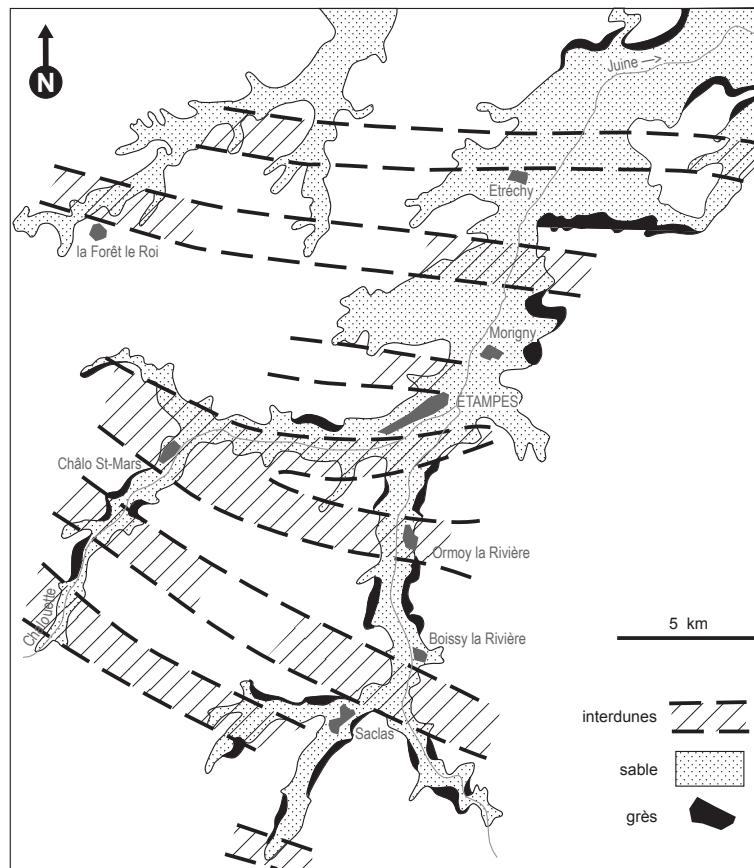 N
Juine
Etréchy
la Forêt le Roi
Morigny
ETAMPES
Châlo St-Mars
Ormoy la Rivière
Chalouette
Boissy la Rivière
Saclas
5 km
interdunes
sable
grès